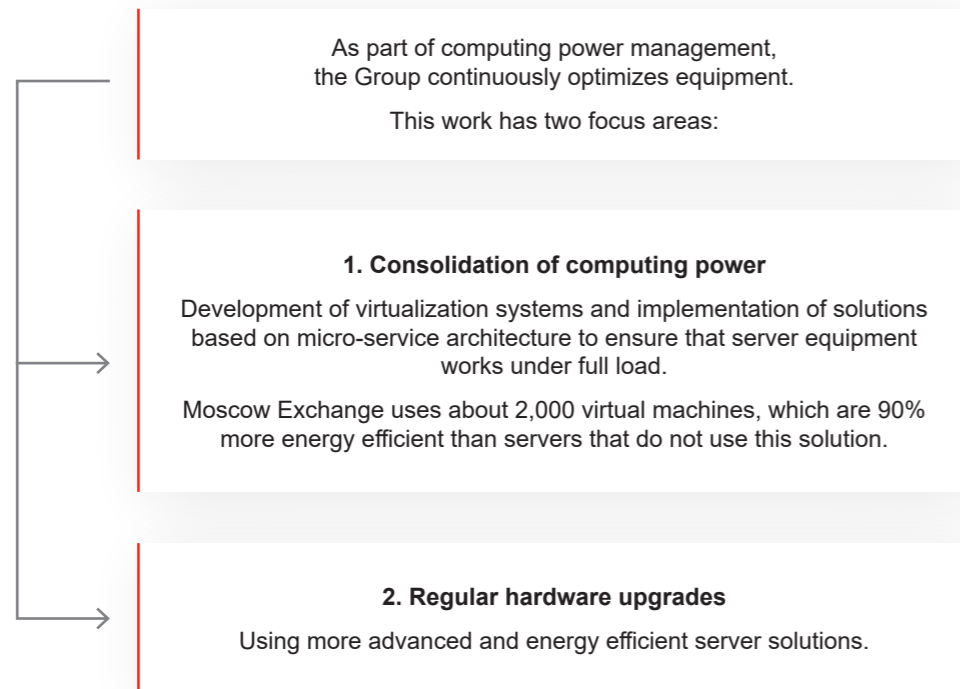 As part of computing power management,
the Group continuously optimizes equipment.
This work has two focus areas:
1. Consolidation of computing power
Development of virtualization systems and implementation of solutions
based on micro-service architecture to ensure that server equipment
works under full load.
Moscow Exchange uses about 2,000 virtual machines, which are 90%
more energy efficient than servers that do not use this solution.
2. Regular hardware upgrades
Using more advanced and energy efficient server solutions.